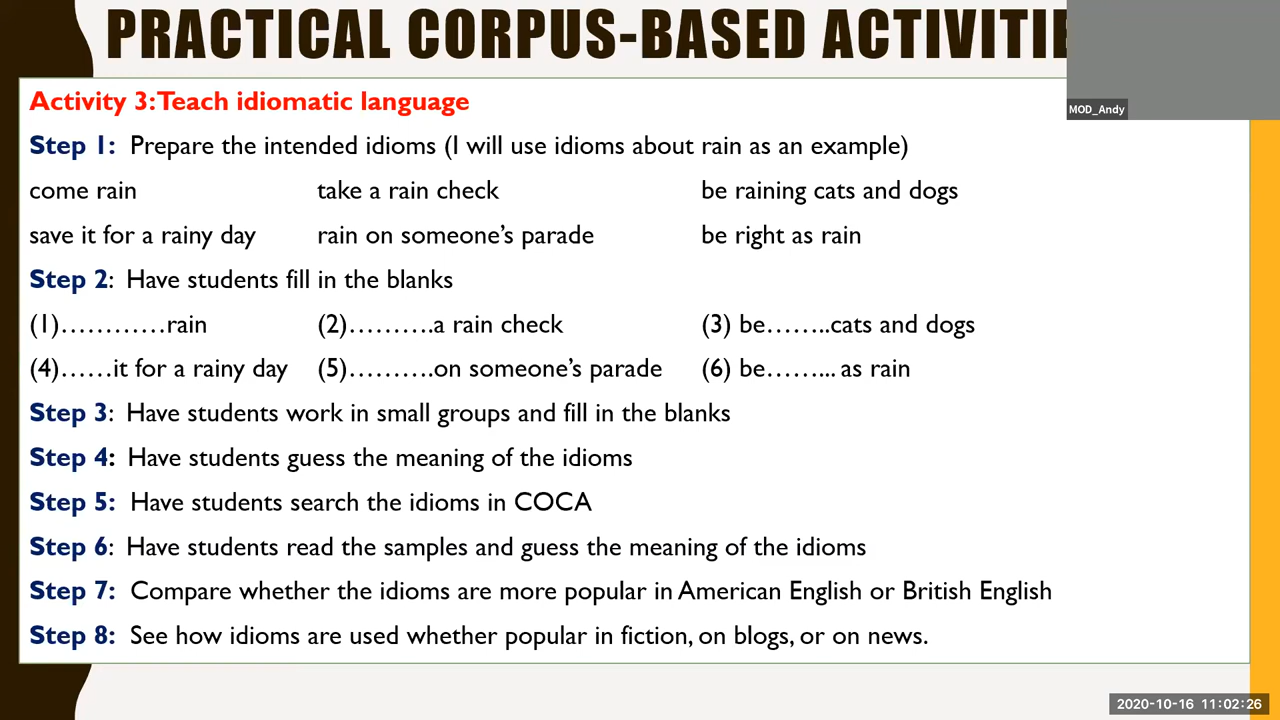 PRACTICAL CORPUS-BASED ACTIVITIE
MOD_Andy
Activity 3: Teach idiomatic language
Step 1: Prepare the intended idioms (I will use idioms about rain as an example)
come rain take a rain check be raining cats and dogs
save it for a rainy day rain on someone’s parade be right as rain
Step 2: Have students fill in the blanks
(1)…………rain (2)……….a rain check (3) be……..cats and dogs
(4)……it for a rainy day (5)……….on someone’s parade (6) be……... as rain
Step 3: Have students work in small groups and fill in the blanks
Step 4: Have students guess the meaning of the idioms
Step 5: Have students search the idioms in COCA
Step 6: Have students read the samples and guess the meaning of the idioms
Step 7: Compare whether the idioms are more popular in American English or British English
Step 8: See how idioms are used whether popular in fiction, on blogs, or on news.
2020-10-16 11:02:26